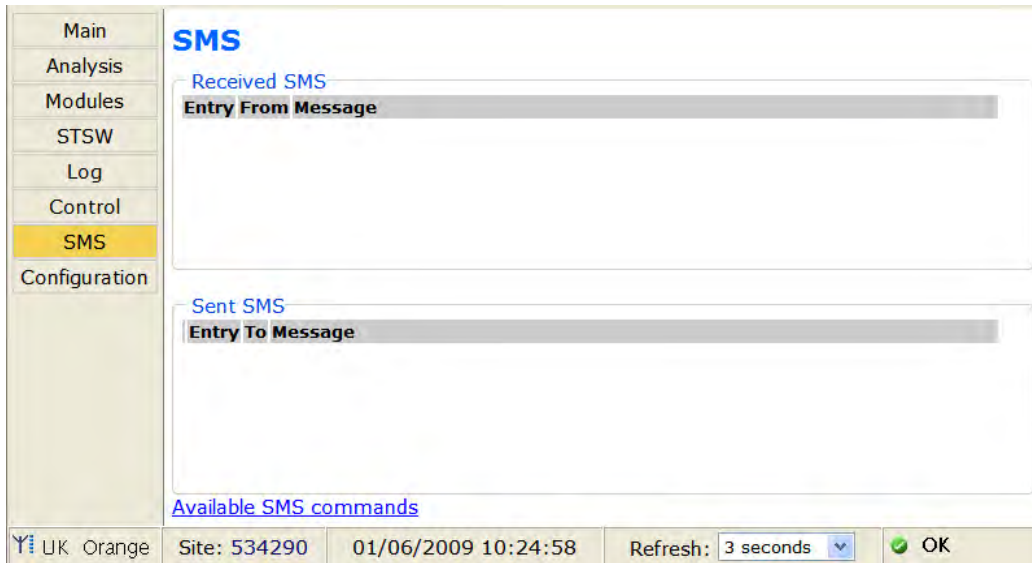 Main
Analysis
Modules
STSW
Log
Control
SMS
Configuration
SMS
Received SMS
Entry From Message
Sent SMS
Entry To Message
Available SMS commands
UK Orange Site: 534290 01/06/2009 10:24:58 Refresh: 3 seconds OK